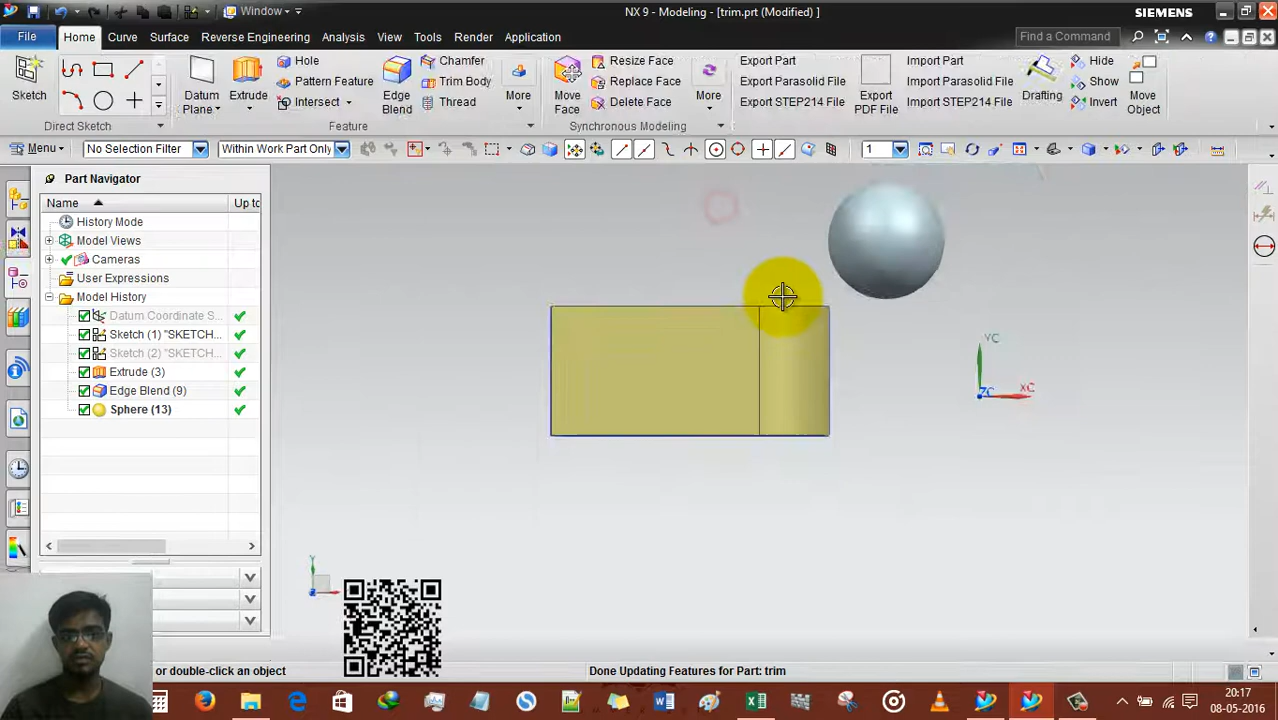 Window
NX 9 - Modeling - [trim.prt (Modified) ]
SIEMENS
File
Home
Curve
Surface
Reverse Engineering
Analysis
View
Tools
Render
Application
Find a Command
Sketch
Direct Sketch
Datum
Plane
Extrude
Hole
Pattern Feature
Intersect
Edge
Blend
Chamfer
Trim Body
Thread
More
Feature
Move
Face
Resize Face
Replace Face
Delete Face
More
Synchronous Modeling
Export Part
Export Parasolid File
Export STEP214 File
Export
PDF File
Import Part
Import Parasolid File
Import STEP214 File
Drafting
Hide
Show
Invert
Move
Object
Menu
No Selection Filter
Within Work Part Only
1
Part Navigator
Name
Up to
History Mode
Model Views
Cameras
User Expressions
Model History
Datum Coordinate S...
Sketch (1) "SKETCH...
Sketch (2) "SKETCH...
Extrude (3)
Edge Blend (9)
Sphere (13)
YC
ZC
XC
Y
Z
or double-click an object
Done Updating Features for Part: trim
20:17
08-05-2016